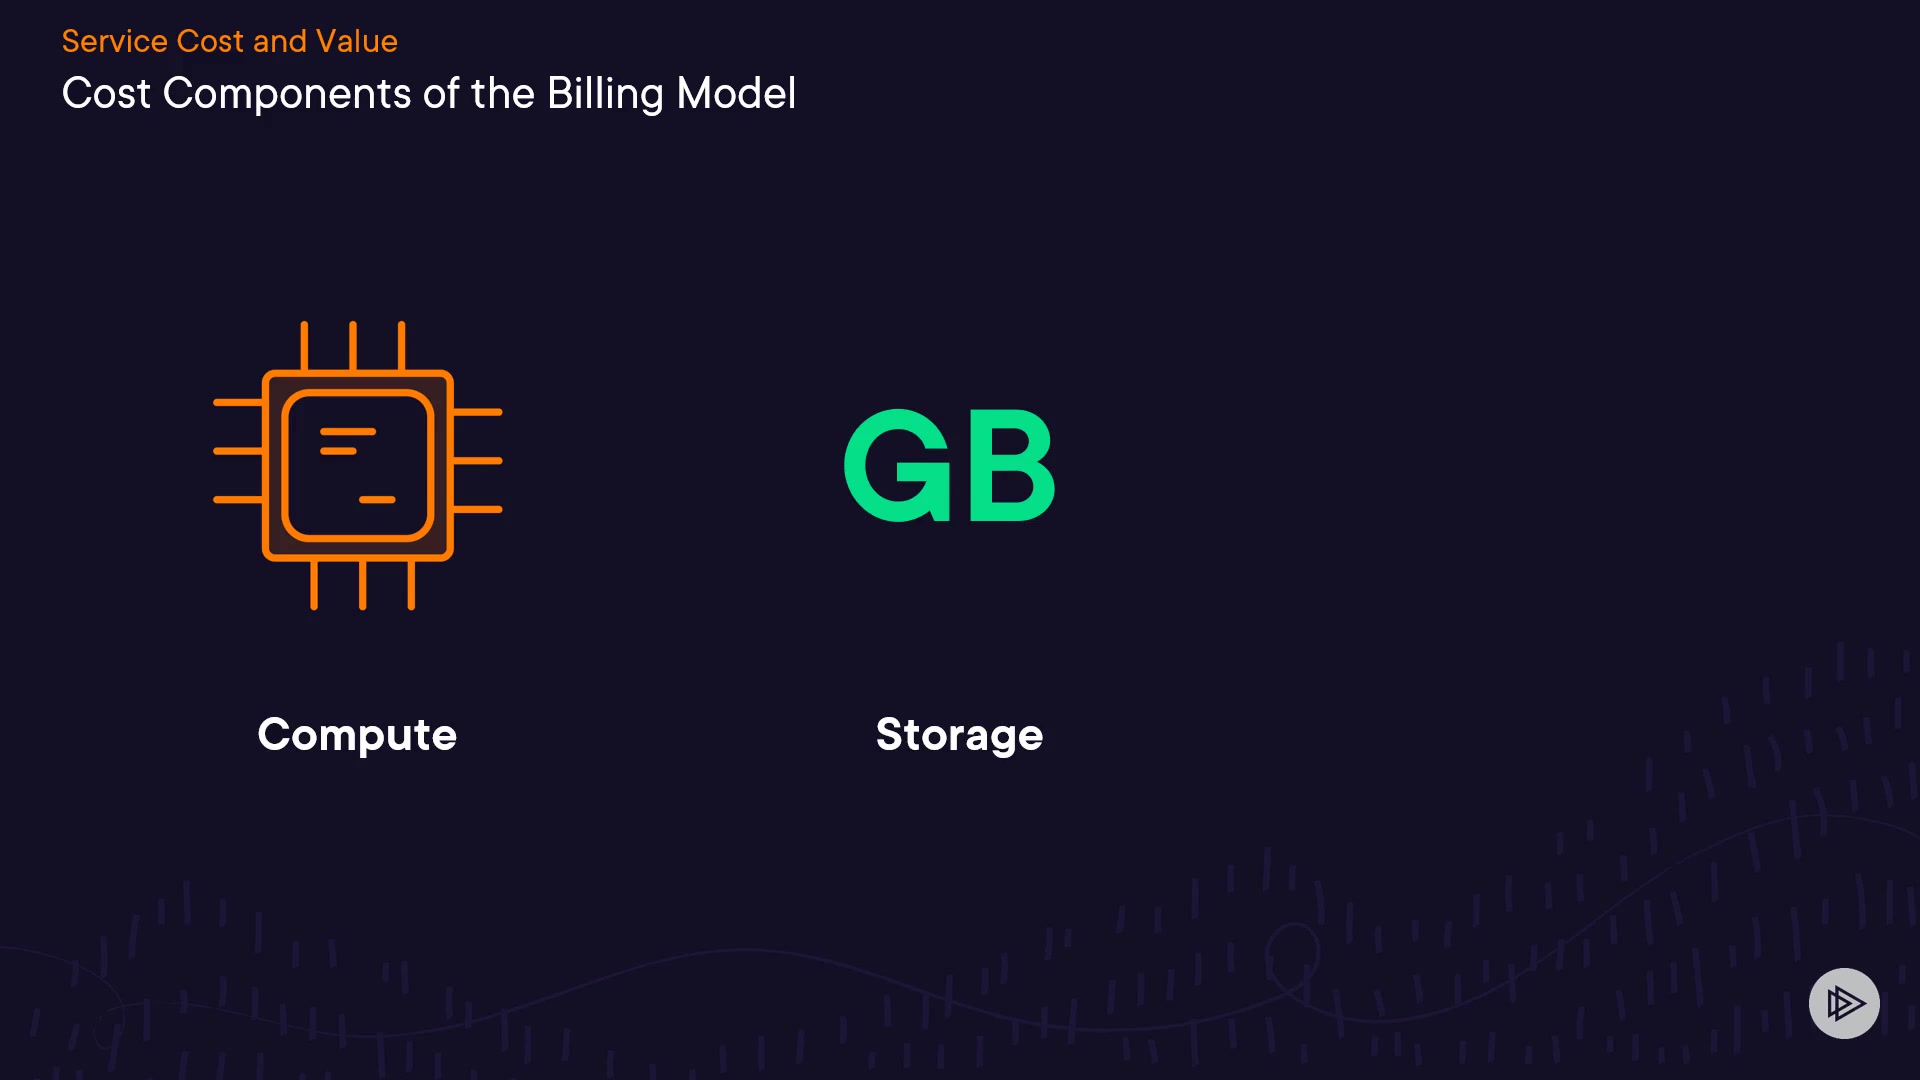 Service Cost and Value
Cost Components of the Billing Model
GB
Compute
Storage